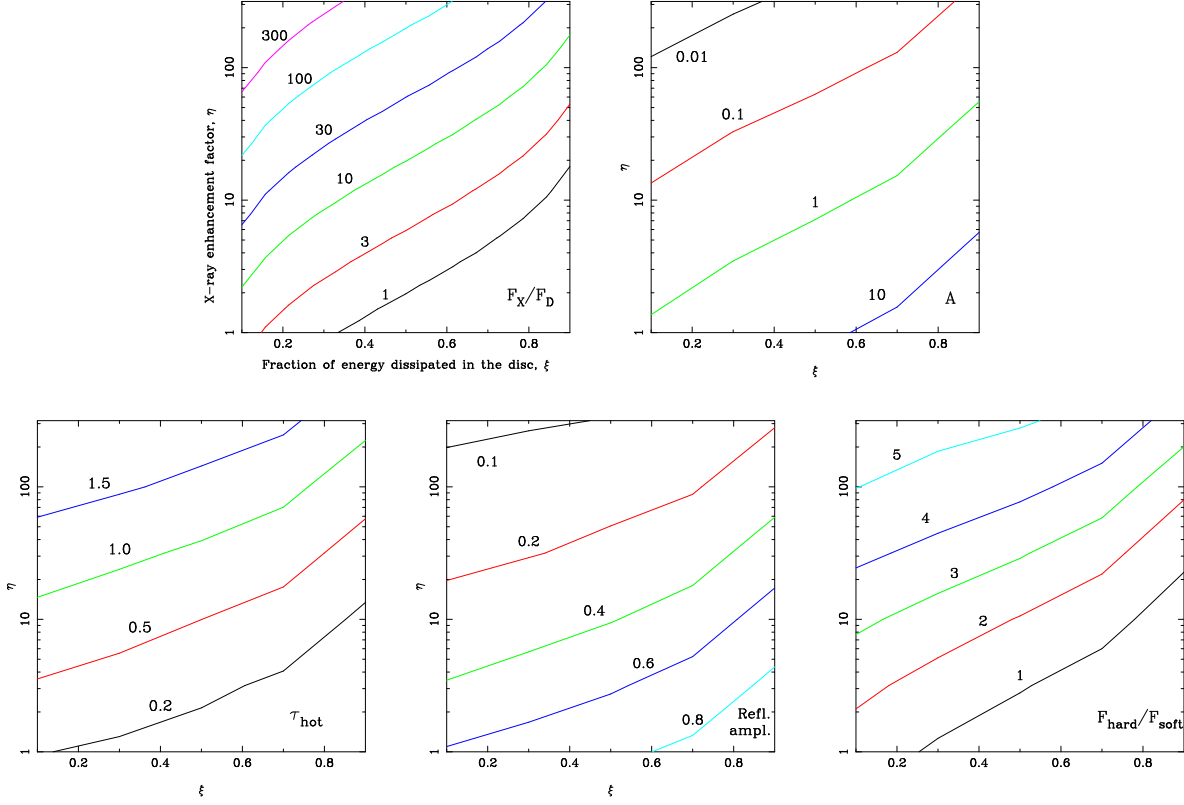 300
100
30
10
3
1
F_X/F_D
100
10
1
X-ray enhancement factor, η
0.2 0.4 0.6 0.8
Fraction of energy dissipated in the disc, ξ
0.01
0.1
1
10
A
100
10
1
η
0.2 0.4 0.6 0.8
ξ
1.5
1.0
0.5
0.2
τ_hot
100
10
1
η
0.2 0.4 0.6 0.8
ξ
0.1
0.2
0.4
0.6
0.8
Refl.
ampl.
100
10
1
η
0.2 0.4 0.6 0.8
ξ
5
4
3
2
1
F_hard/F_soft
100
10
1
η
0.2 0.4 0.6 0.8
ξ